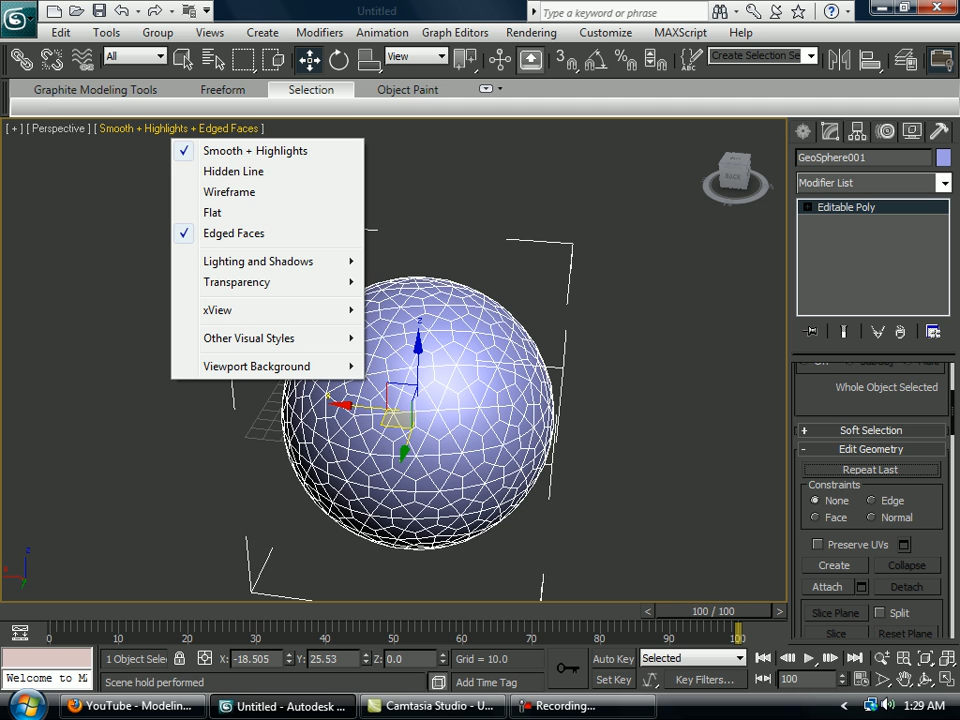 Untitled
Type a keyword or phrase
Edit Tools Group Views Create Modifiers Animation Graph Editors Rendering Customize MAXScript Help
All View Create Selection Se
Graphite Modeling Tools Freeform Selection Object Paint
[ + ] [ Perspective ] [ Smooth + Highlights + Edged Faces ]
Smooth + Highlights
Hidden Line
Wireframe
Flat
Edged Faces
Lighting and Shadows
Transparency
xView
Other Visual Styles
Viewport Background
BACK
z
x
z
x
GeoSphere001
Modifier List
Editable Poly
Whole Object Selected
+ Soft Selection
- Edit Geometry
Repeat Last
Constraints
None Edge
Face Normal
Preserve UVs
Create Collapse
Attach Detach
Slice Plane Split
Slice Reset Plane
< 100 / 100 >
0 10 20 30 40 50 60 70 80 90 100
1 Object Sele X: -18.505 Y: 25.53 Z: 0.0 Grid = 10.0 Auto Key Selected
Welcome to M Scene hold performed Add Time Tag Set Key Key Filters... 100
YouTube - Modelin... Untitled - Autodesk ... Camtasia Studio - U... Recording... 1:29 AM